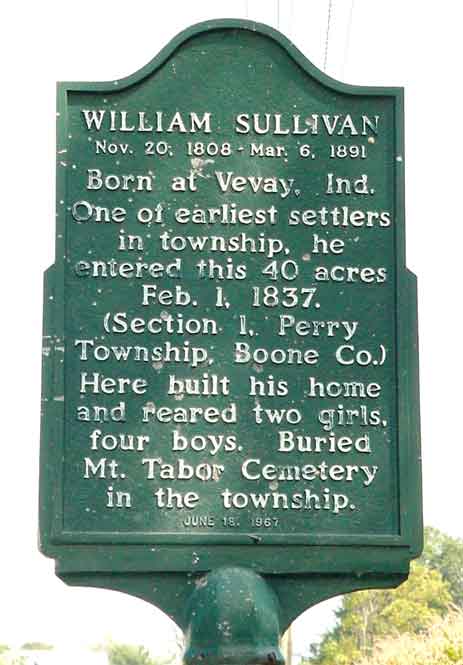 WILLIAM SULLIVAN
Nov. 20, 1808 - Mar. 6, 1891
Born at Vevay, Ind.
One of earliest settlers
in township, he
entered this 40 acres
Feb. 1, 1837.
(Section 1, Perry
Township, Boone Co.)
Here built his home
and reared two girls,
four boys. Buried
Mt. Tabor Cemetery
in the township.
JUNE 18, 1967